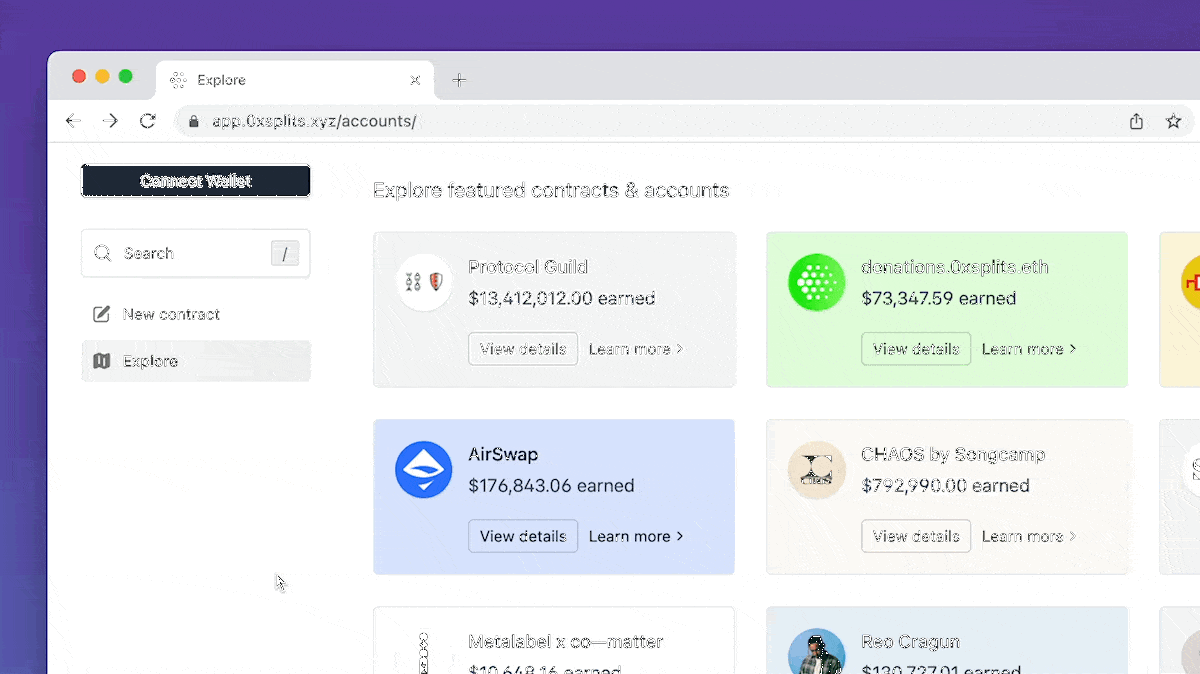 Explore
app.0xsplits.xyz/accounts/
Connect Wallet
Search
/
New contract
Explore
Explore featured contracts & accounts
Protocol Guild
$13,412,012.00 earned
View details
Learn more >
donations.0xsplits.eth
$73,347.59 earned
View details
Learn more >
AirSwap
$176,843.06 earned
View details
Learn more >
CHAOS by Songcamp
$792,990.00 earned
View details
Learn more >
Metalabel x co—matter
$10,648.16 earned
Reo Cragun
$130,727.01 earned